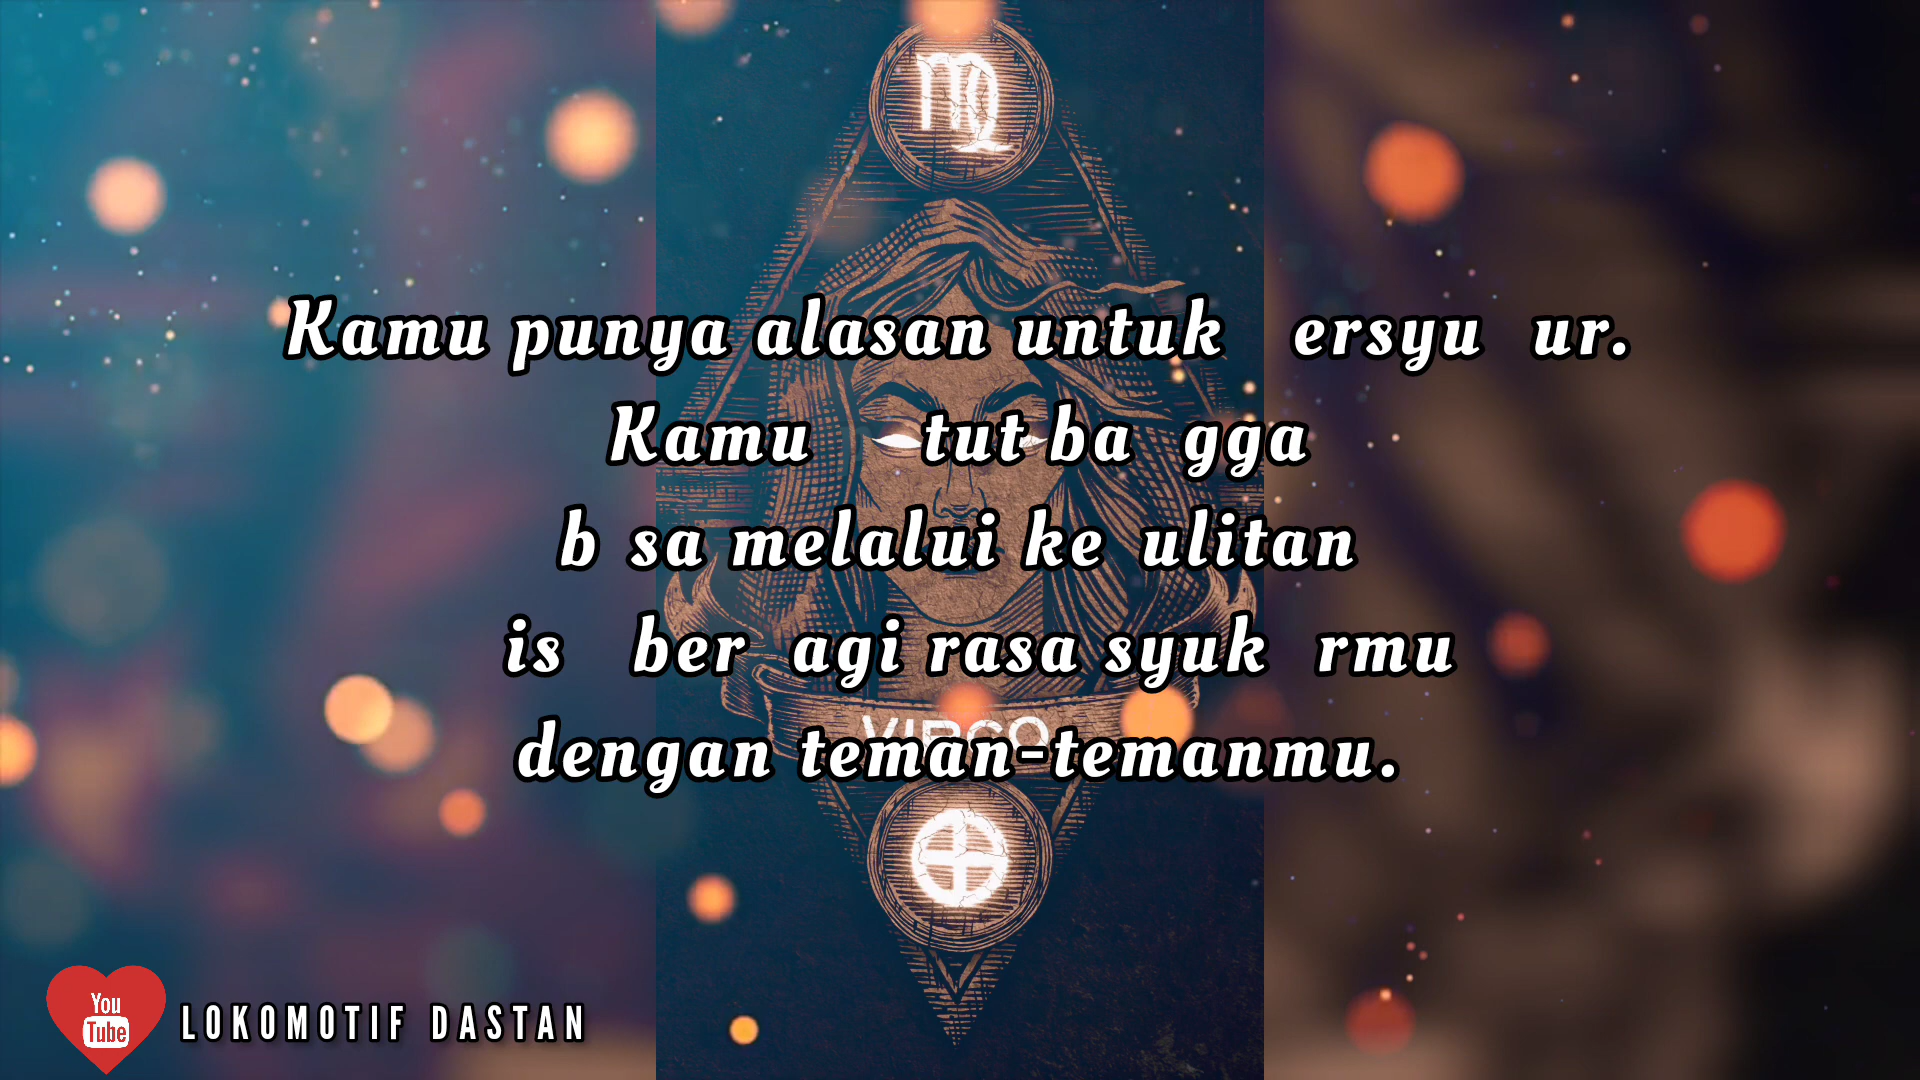 Kamu punya alasan untuk ersyu ur.
Kamu tut ba gga
b sa melalui ke ulitan
is ber agi rasa syuk rmu
VIRGO
dengan teman-temanmu.
You
Tube
LOKOMOTIF DASTAN